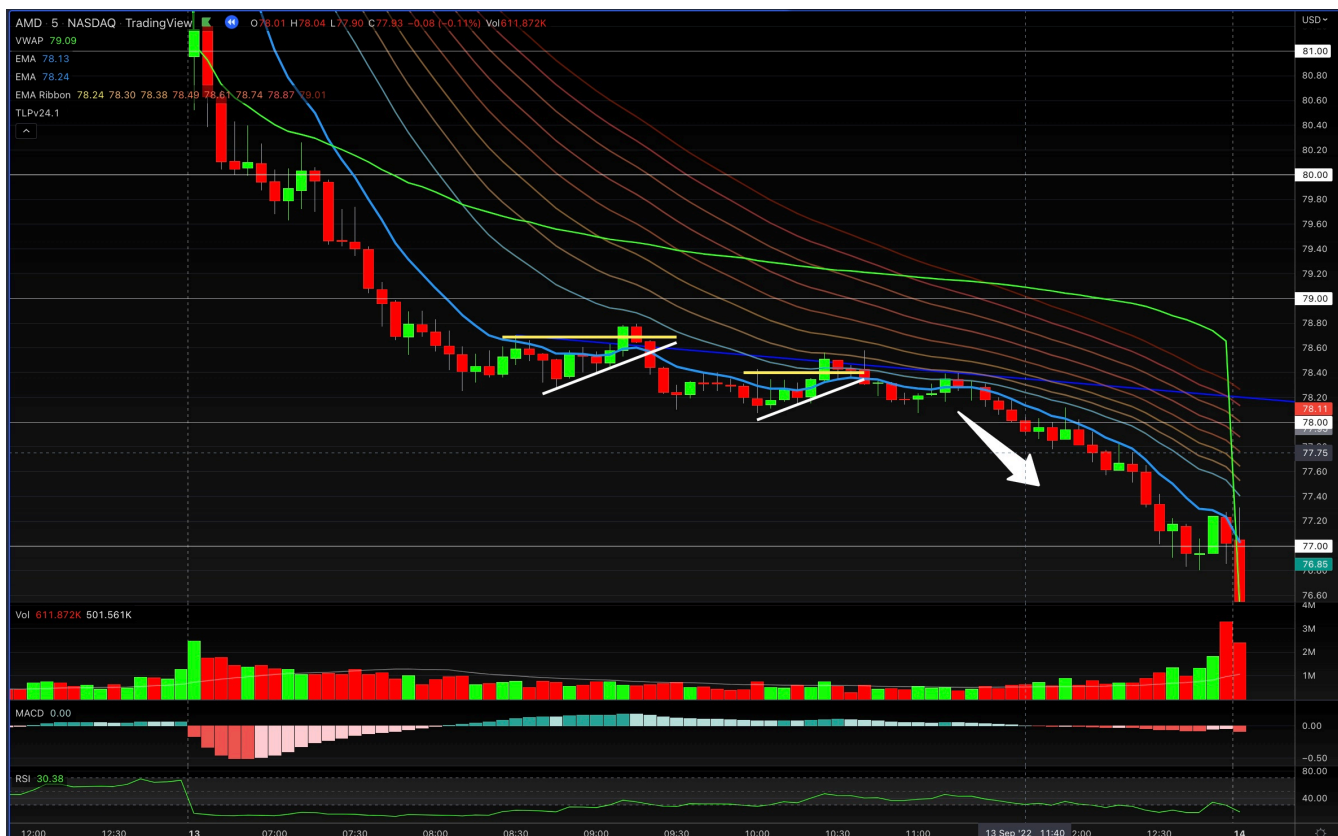 AMD · 5 · NASDAQ · TradingView O78.01 H78.04 L77.90 C77.93 −0.08 (−0.11%) Vol611.872K
USD
VWAP 79.09
EMA 78.13
EMA 78.24
EMA Ribbon 78.24 78.30 78.38 78.49 78.61 78.74 78.87 79.01
TLPv24.1
81.00
80.80
80.60
80.40
80.20
80.00
79.80
79.60
79.40
79.20
79.00
78.80
78.60
78.40
78.20
78.11
78.00
77.75
77.60
77.40
77.20
77.00
76.85
76.60
Vol 611.872K 501.561K
4M
3M
2M
1M
MACD 0.00
0.00
−0.50
RSI 30.38
80.00
40.00
12:00 12:30 13 07:00 07:30 08:00 08:30 09:00 09:30 10:00 10:30 11:00 13 Sep '22 11:40 2:00 12:30 14